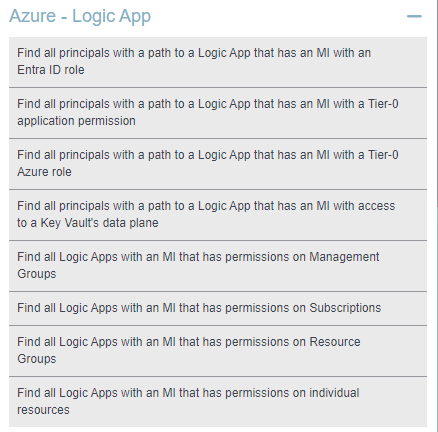 Azure - Logic App
Find all principals with a path to a Logic App that has an MI with an
Entra ID role
Find all principals with a path to a Logic App that has an MI with a Tier-0
application permission
Find all principals with a path to a Logic App that has an MI with a Tier-0
Azure role
Find all principals with a path to a Logic App that has an MI with access
to a Key Vault's data plane
Find all Logic Apps with an MI that has permissions on Management
Groups
Find all Logic Apps with an MI that has permissions on Subscriptions
Find all Logic Apps with an MI that has permissions on Resource
Groups
Find all Logic Apps with an MI that has permissions on individual
resources